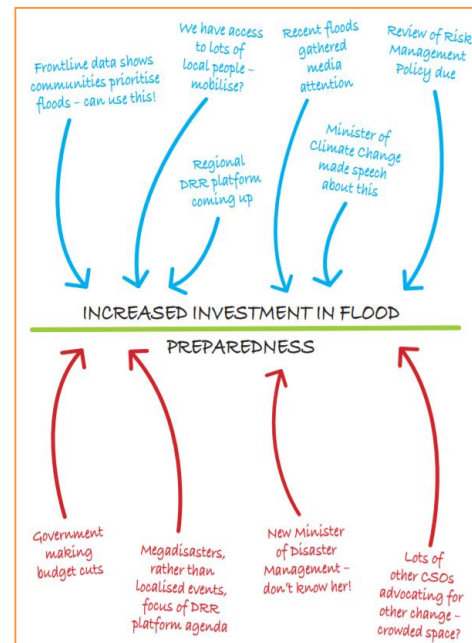 Frontline data shows
communities prioritise
floods – can use this!
We have access
to lots of
local people –
mobilise?
Recent floods
gathered
media
attention
Review of Risk
Management
Policy due
Regional
DRR platform
coming up
Minister of
Climate Change
made speech
about this
INCREASED INVESTMENT IN FLOOD
PREPAREDNESS
Government
making
budget cuts
Megadisasters,
rather than
localised events,
focus of DRR
platform agenda
New Minister
of Disaster
Management –
don't know her!
Lots of
other CSOs
advocating for
other change –
crowded space?